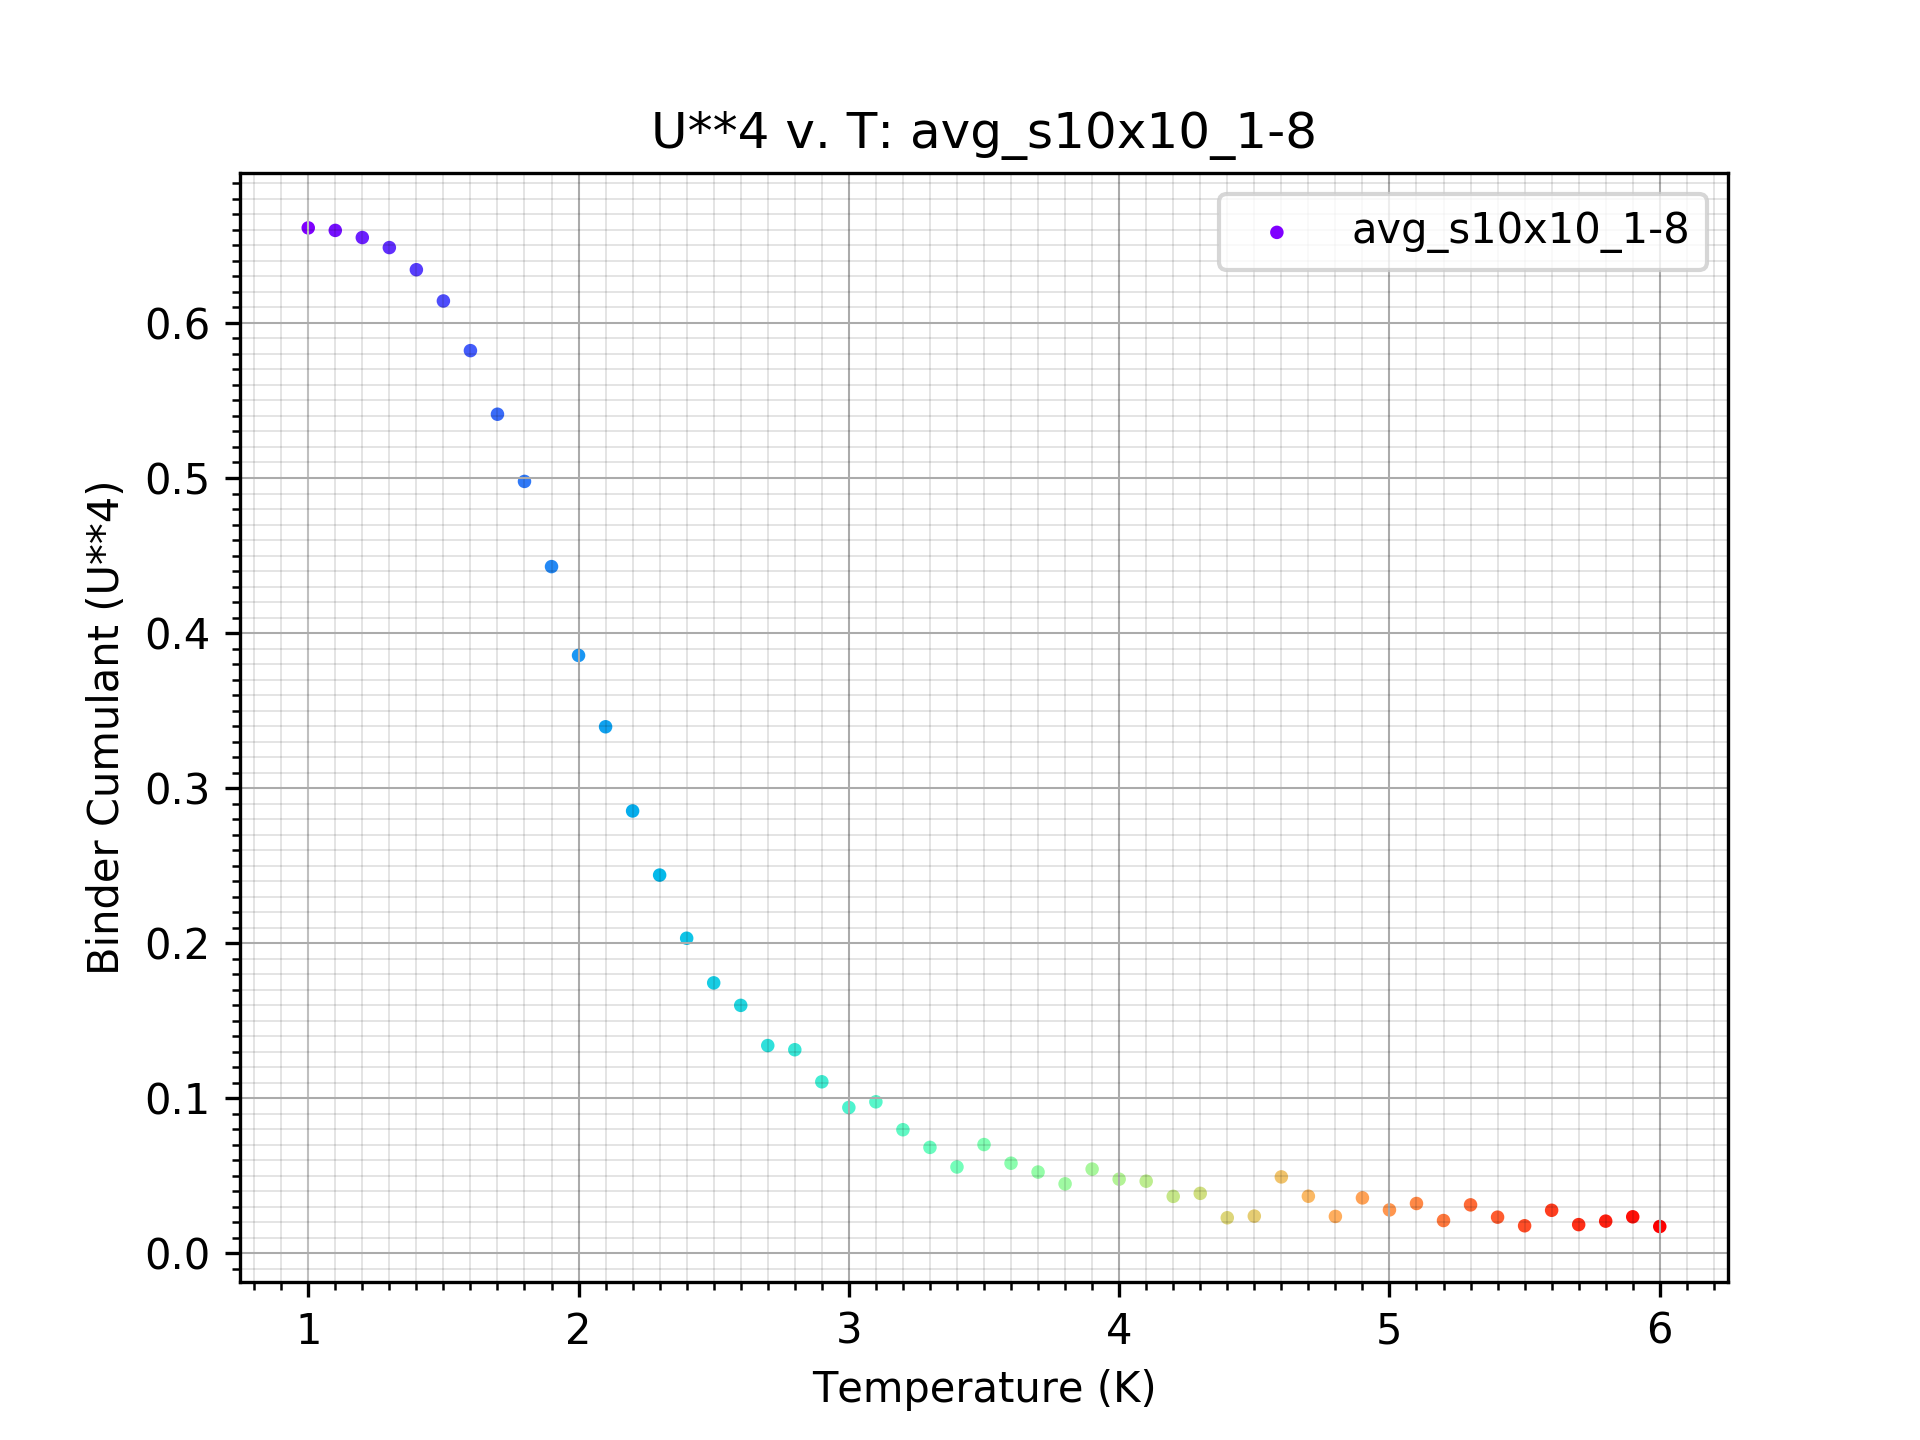 U**4 v. T: avg_s10x10_1-8
avg_s10x10_1-8
Binder Cumulant (U**4)
0.6
0.5
0.4
0.3
0.2
0.1
0.0
1 2 3 4 5 6
Temperature (K)